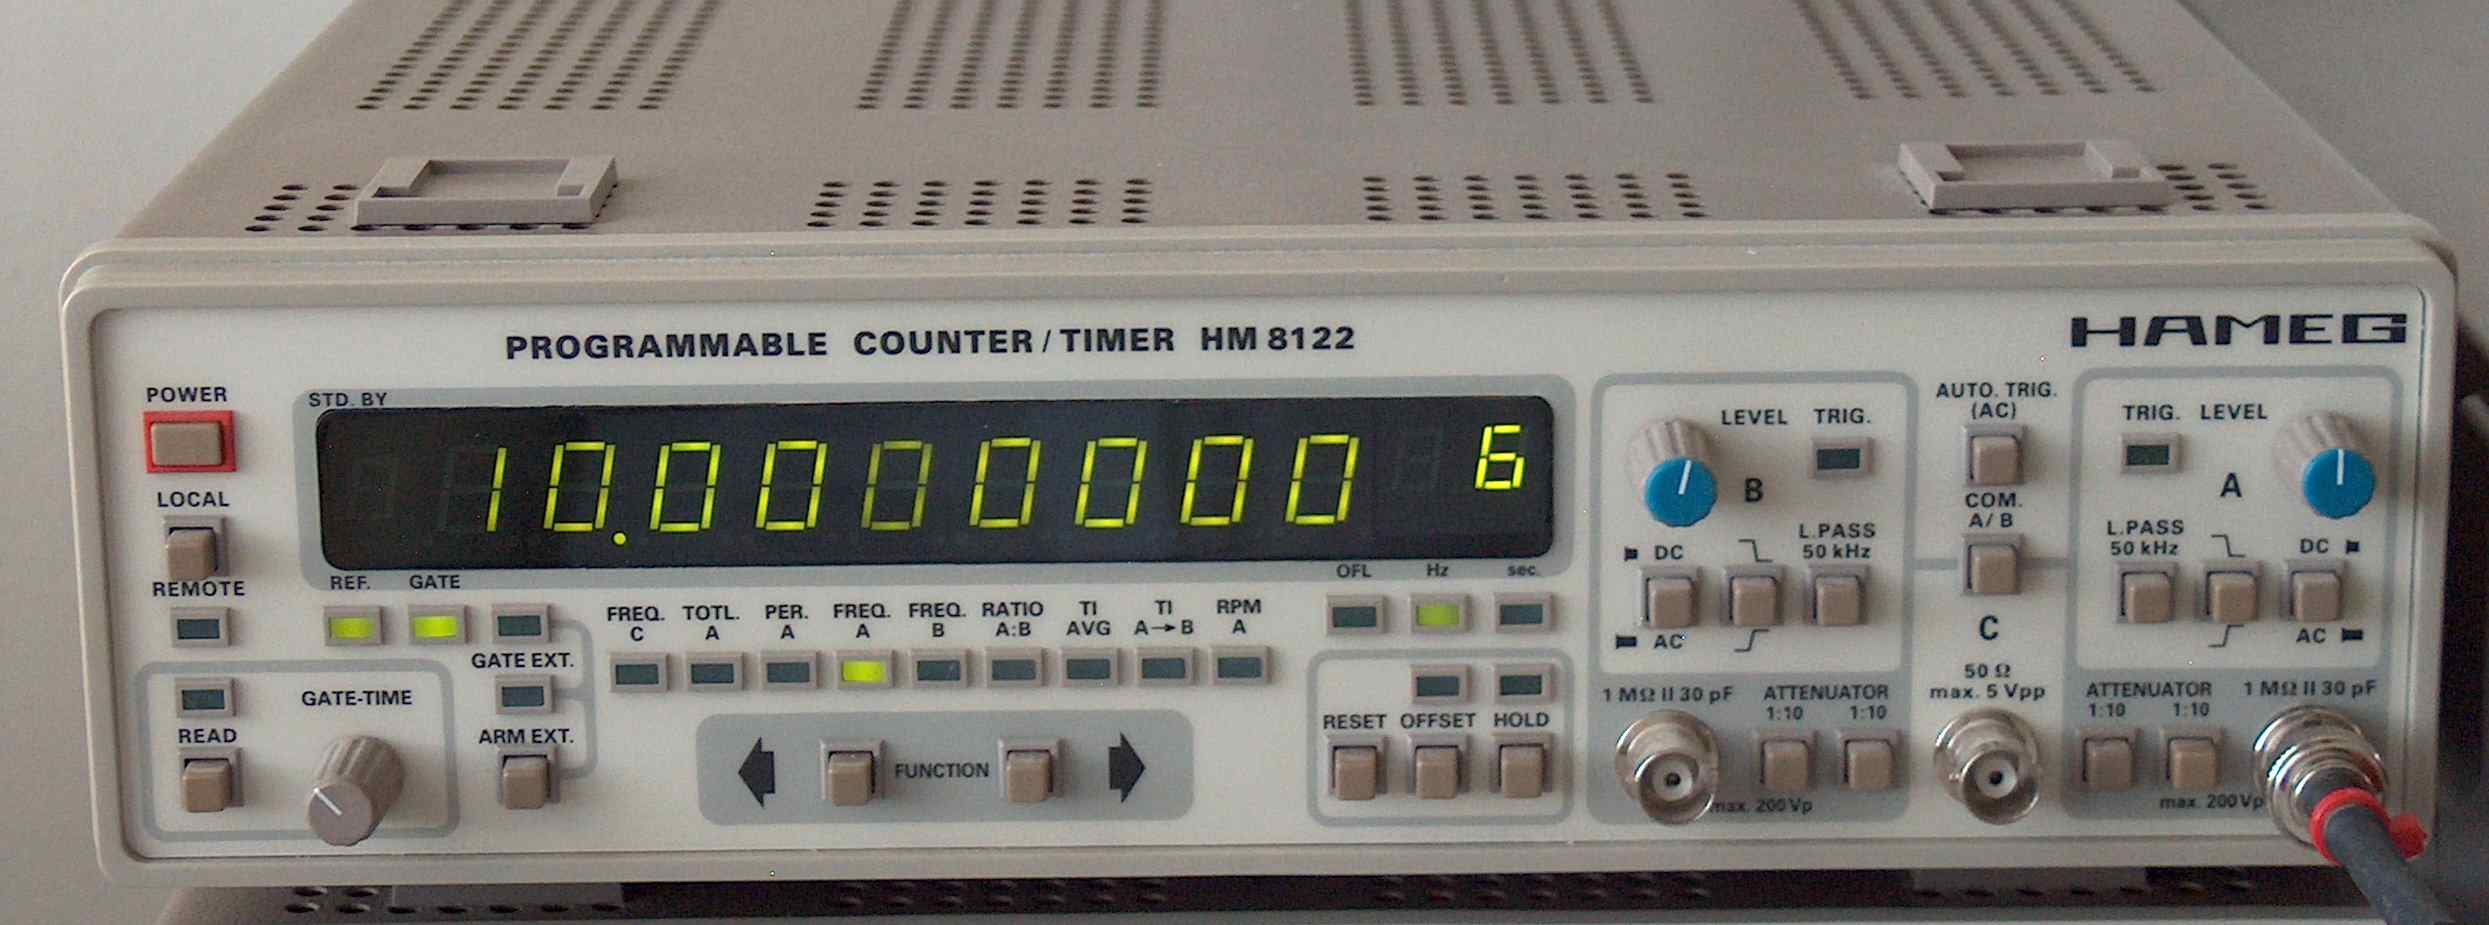 PROGRAMMABLE COUNTER/TIMER HM 8122
HAMEG
POWER
STD. BY
10.0000000 6
LOCAL
REMOTE
REF. GATE
OFL Hz sec.
FREQ. C
TOTL. A
PER. A
FREQ. A
FREQ. B
RATIO A:B
TI AVG
TI A→B
RPM A
GATE EXT.
GATE-TIME
READ
ARM EXT.
FUNCTION
RESET OFFSET HOLD
LEVEL TRIG.
B
L.PASS
50 kHz
DC
AC
1 MΩ II 30 pF
ATTENUATOR
1:10 1:10
max. 200 Vp
AUTO. TRIG.
(AC)
COM.
A/B
C
50 Ω
max. 5 Vpp
TRIG. LEVEL
A
L.PASS
50 kHz
DC
AC
ATTENUATOR
1:10 1:10
1 MΩ II 30 pF
max. 200 Vp